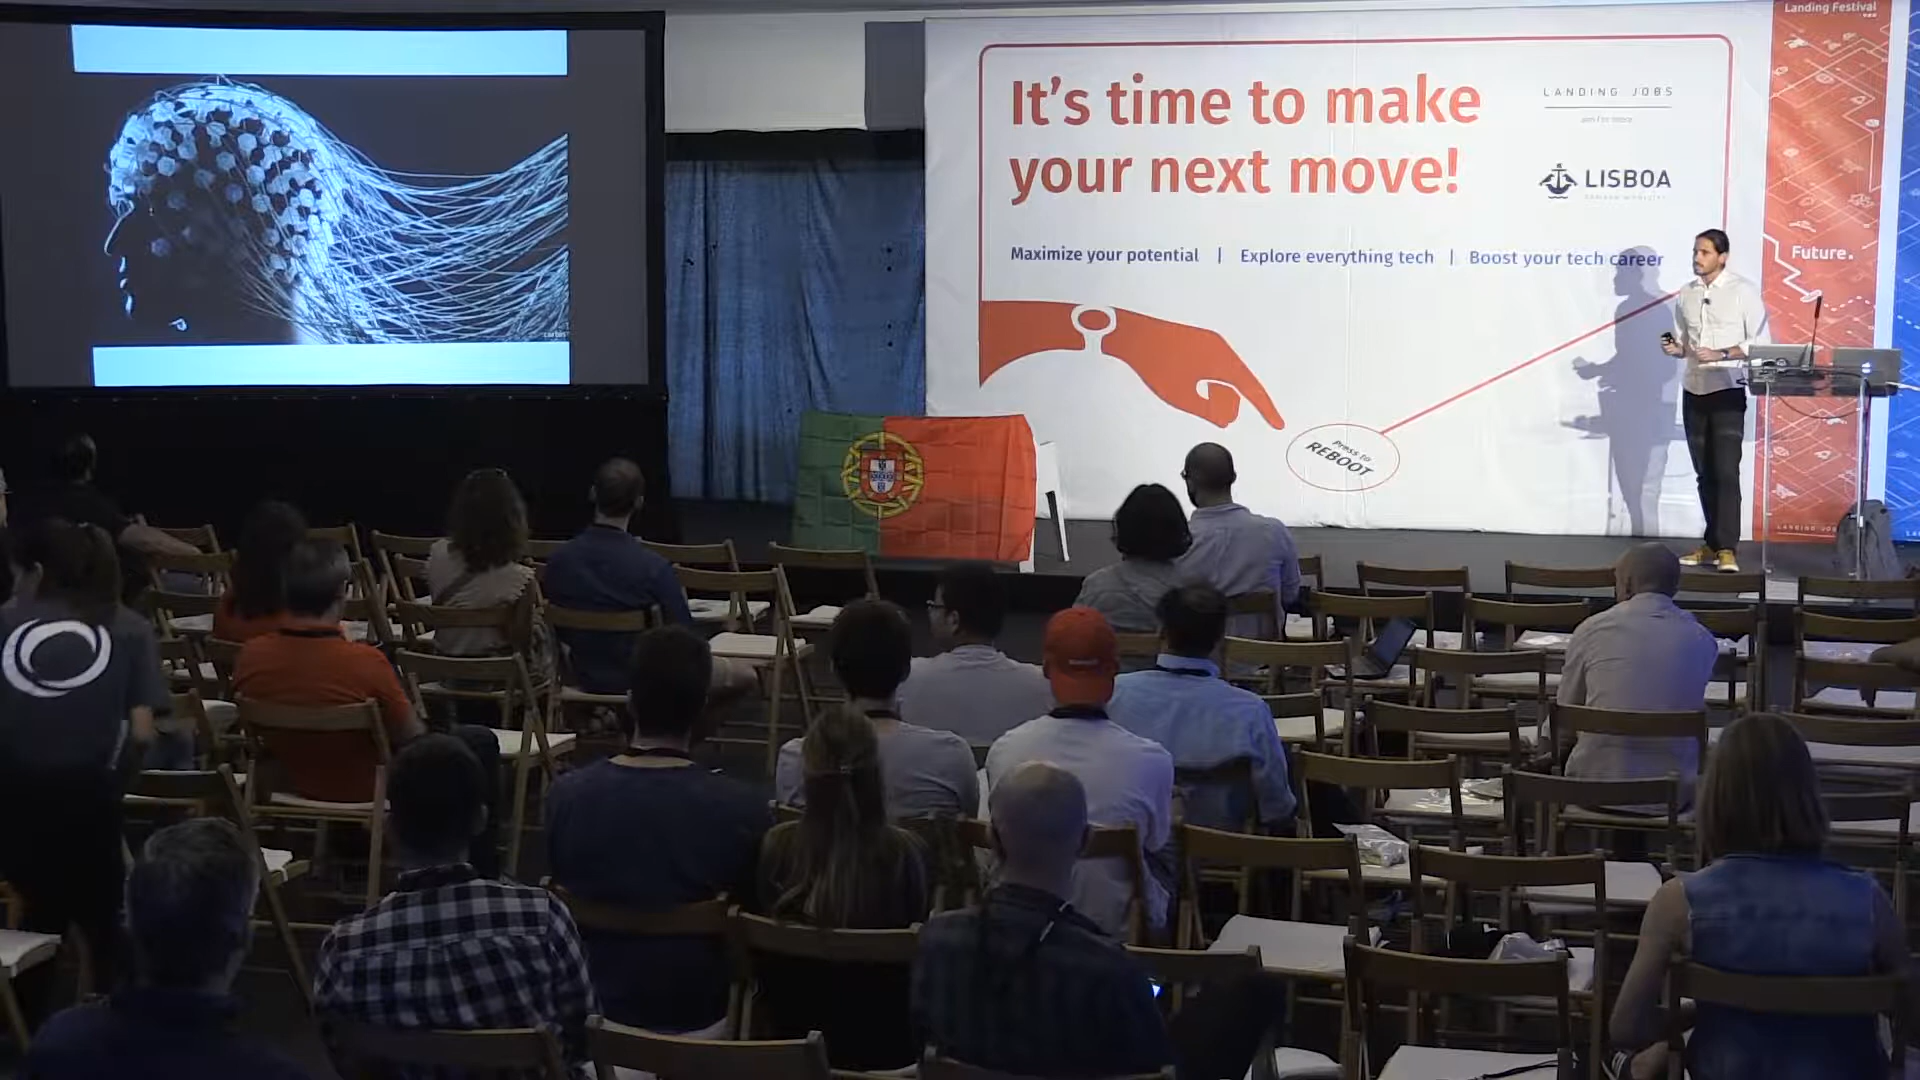 Landing Festival
It's time to make
your next move!
LANDING JOBS
LISBOA
Maximize your potential | Explore everything tech | Boost your tech career
Future.
Press to
REBOOT